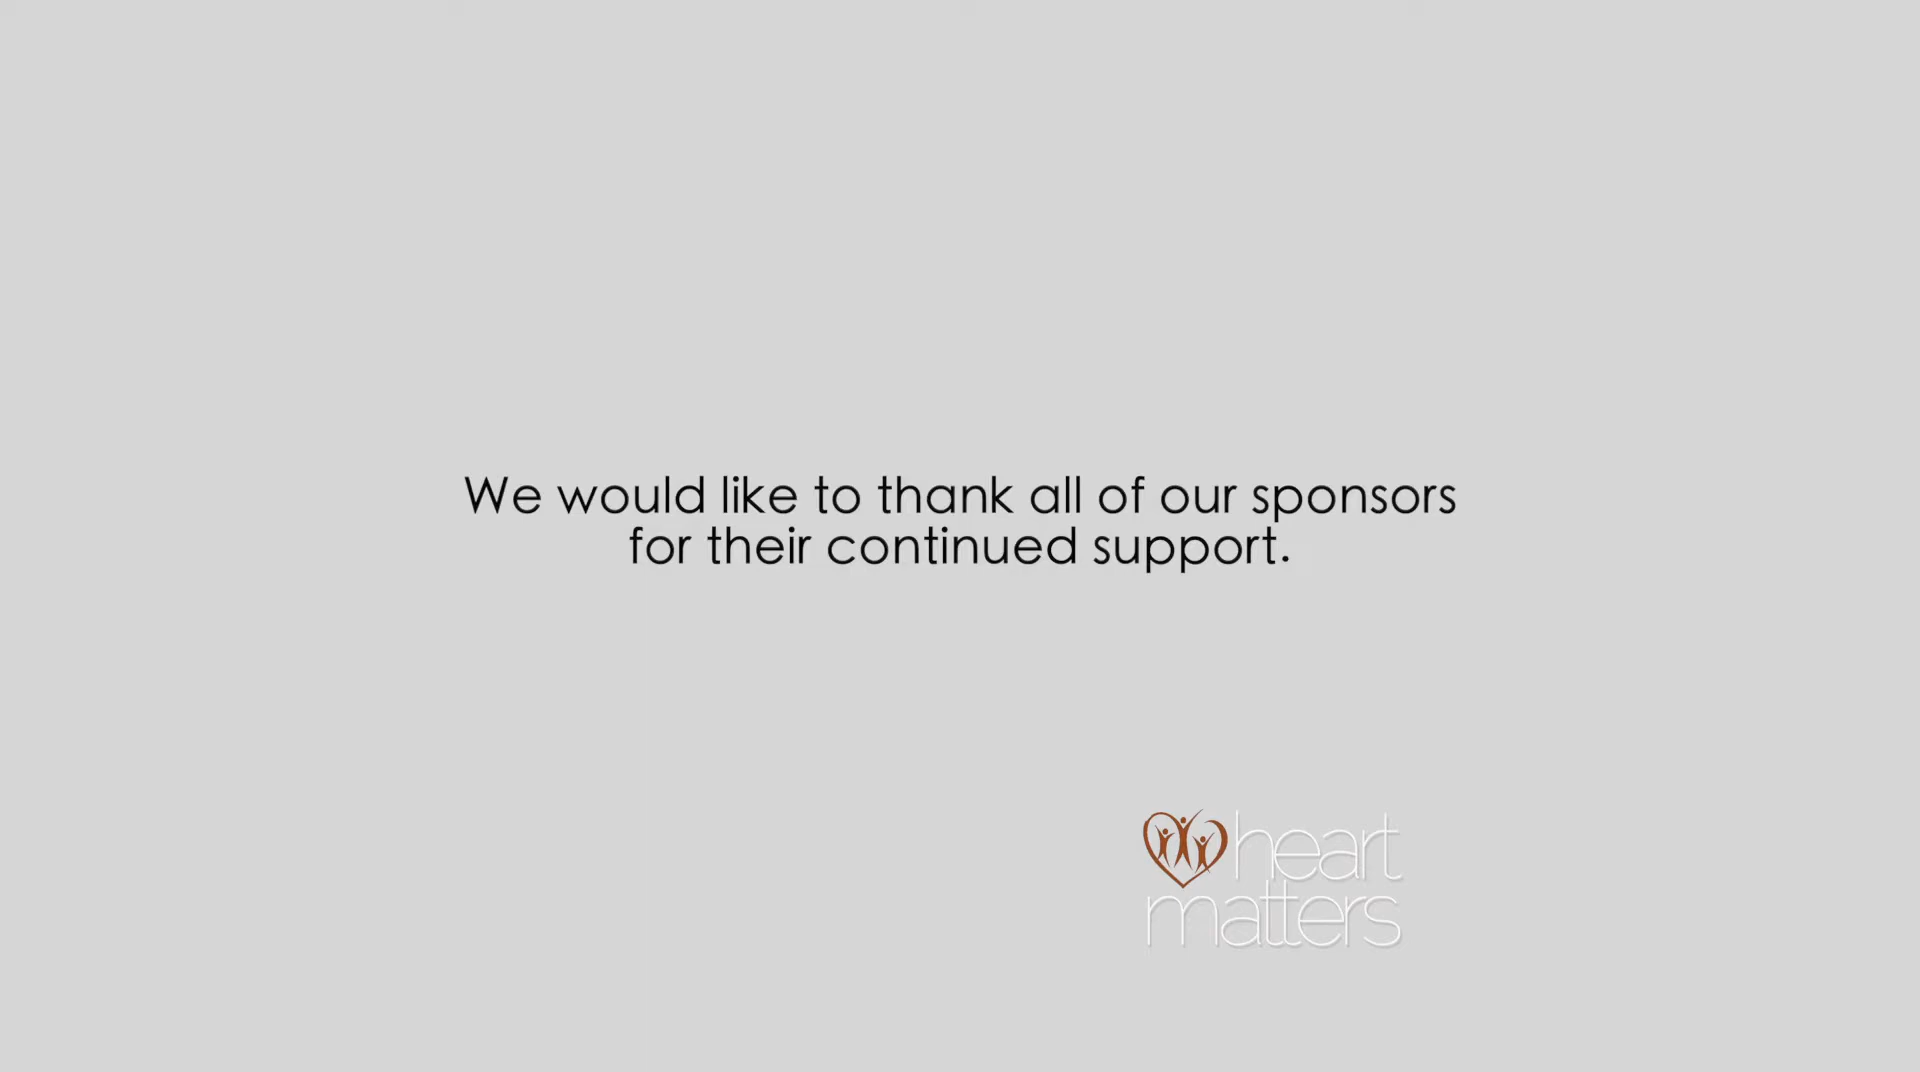 We would like to thank all of our sponsors
for their continued support.
heart
matters